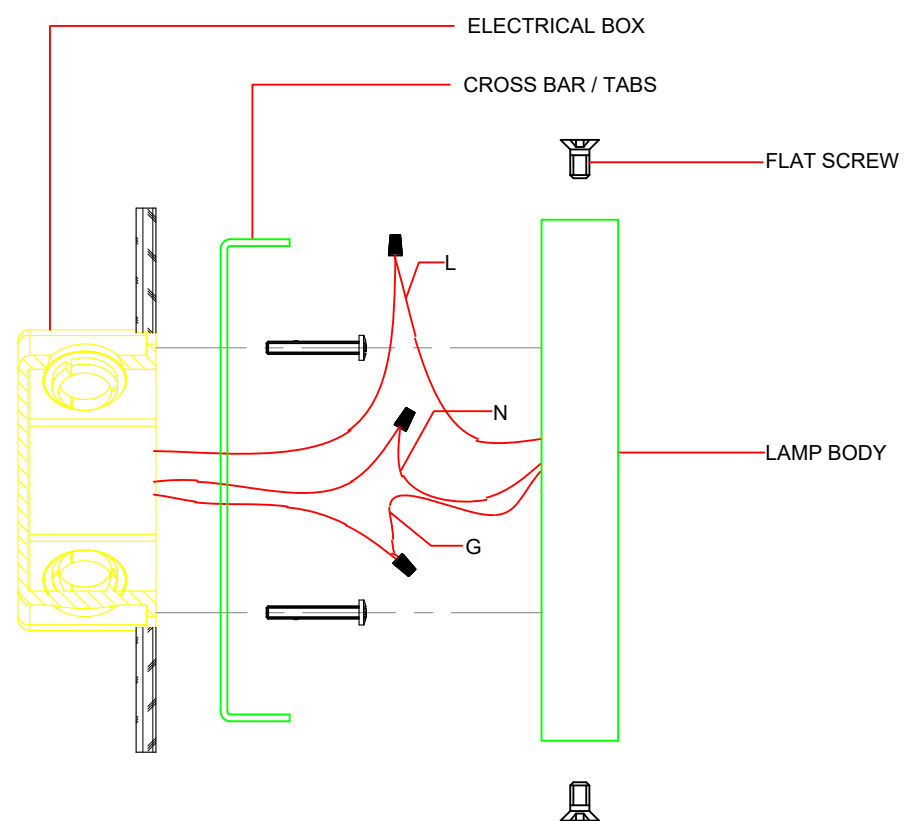 ELECTRICAL BOX
CROSS BAR / TABS
FLAT SCREW
L
N
LAMP BODY
G